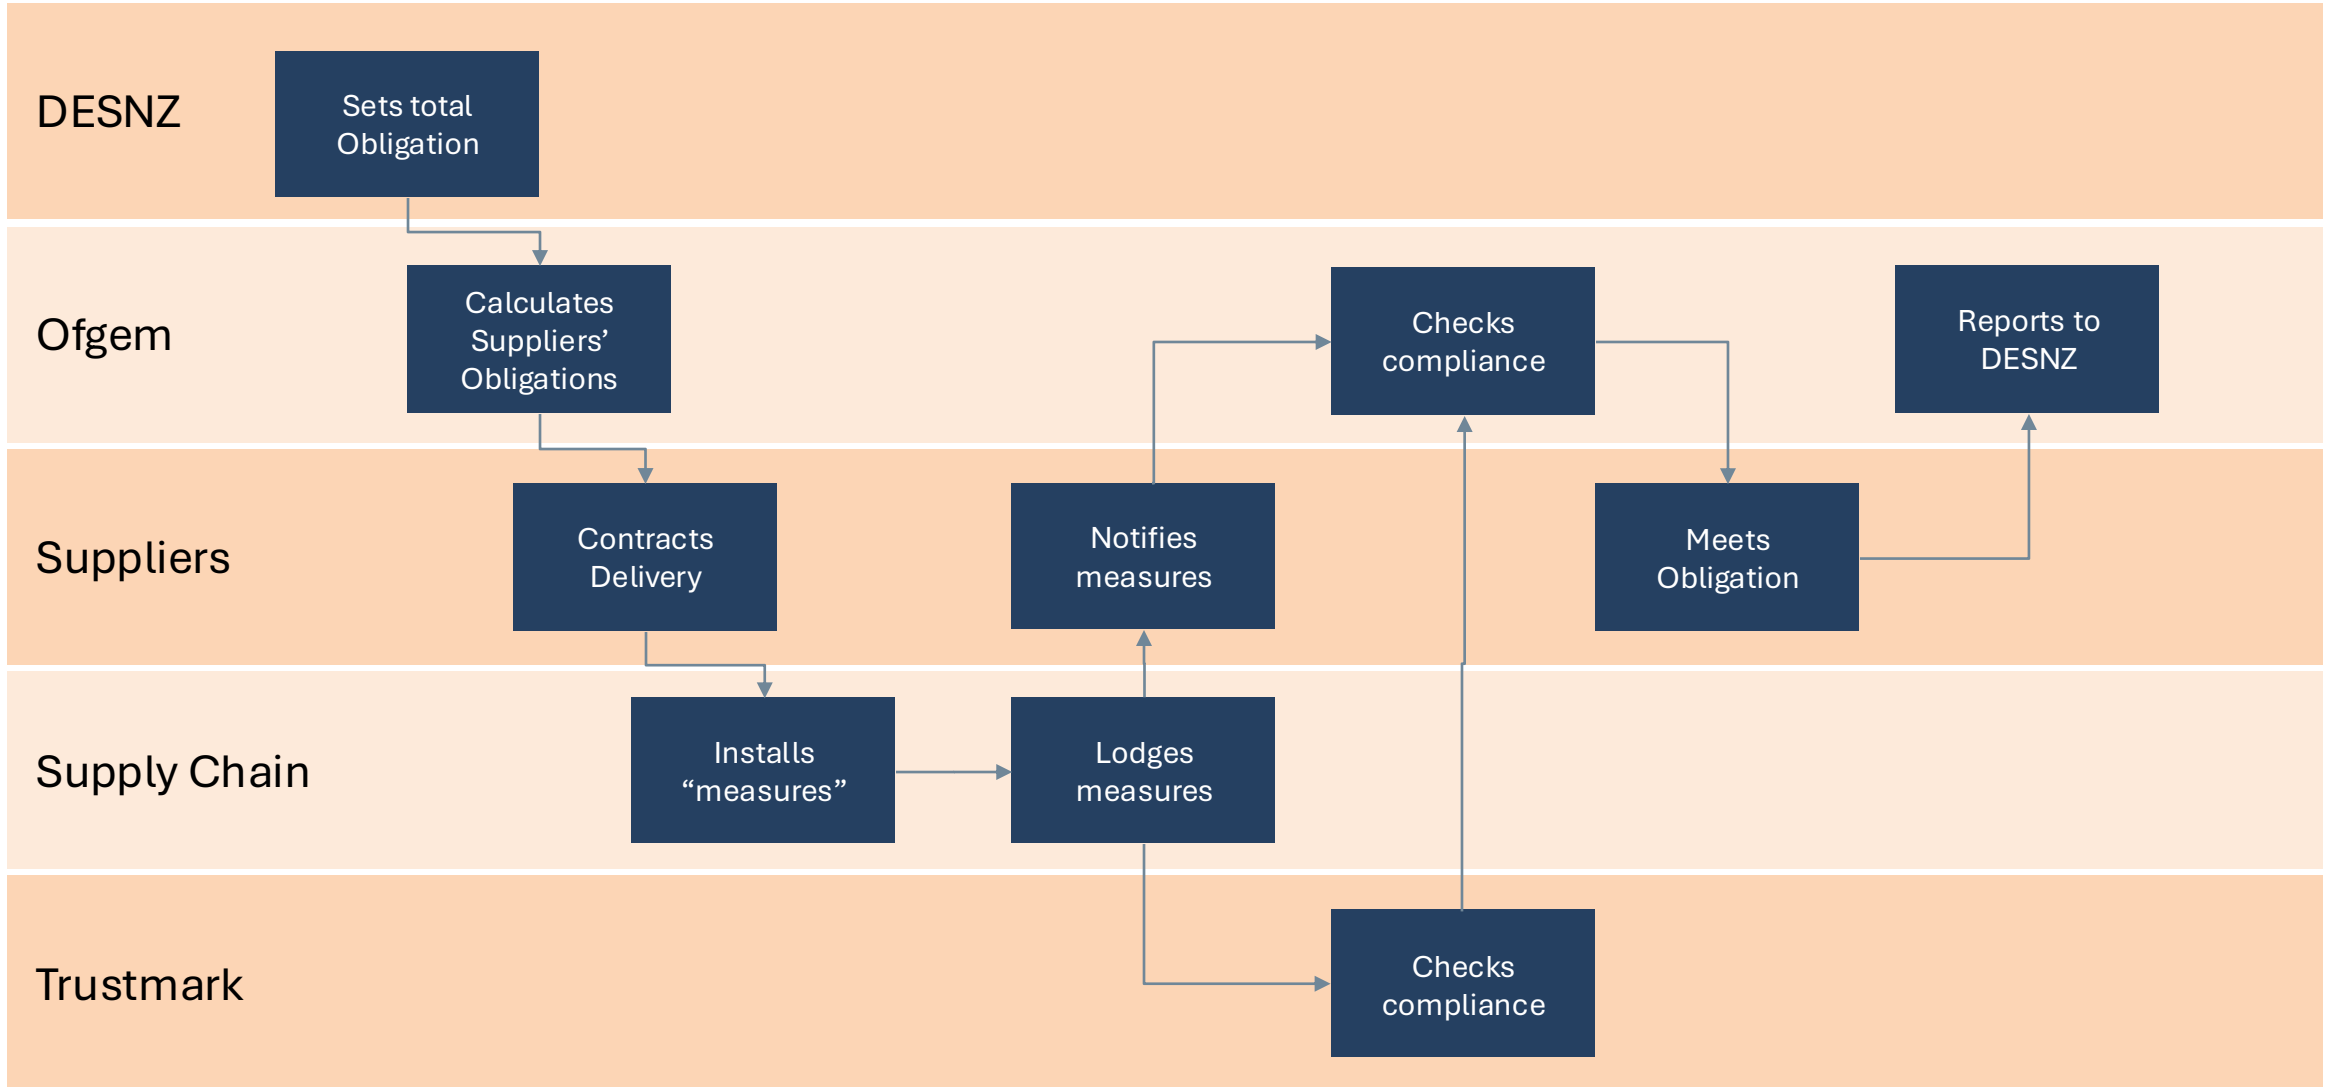 DESNZ
Sets total
Obligation
Ofgem
Calculates
Suppliers’
Obligations
Checks
compliance
Reports to
DESNZ
Suppliers
Contracts
Delivery
Notifies
measures
Meets
Obligation
Supply Chain
Installs
“measures”
Lodges
measures
Trustmark
Checks
compliance